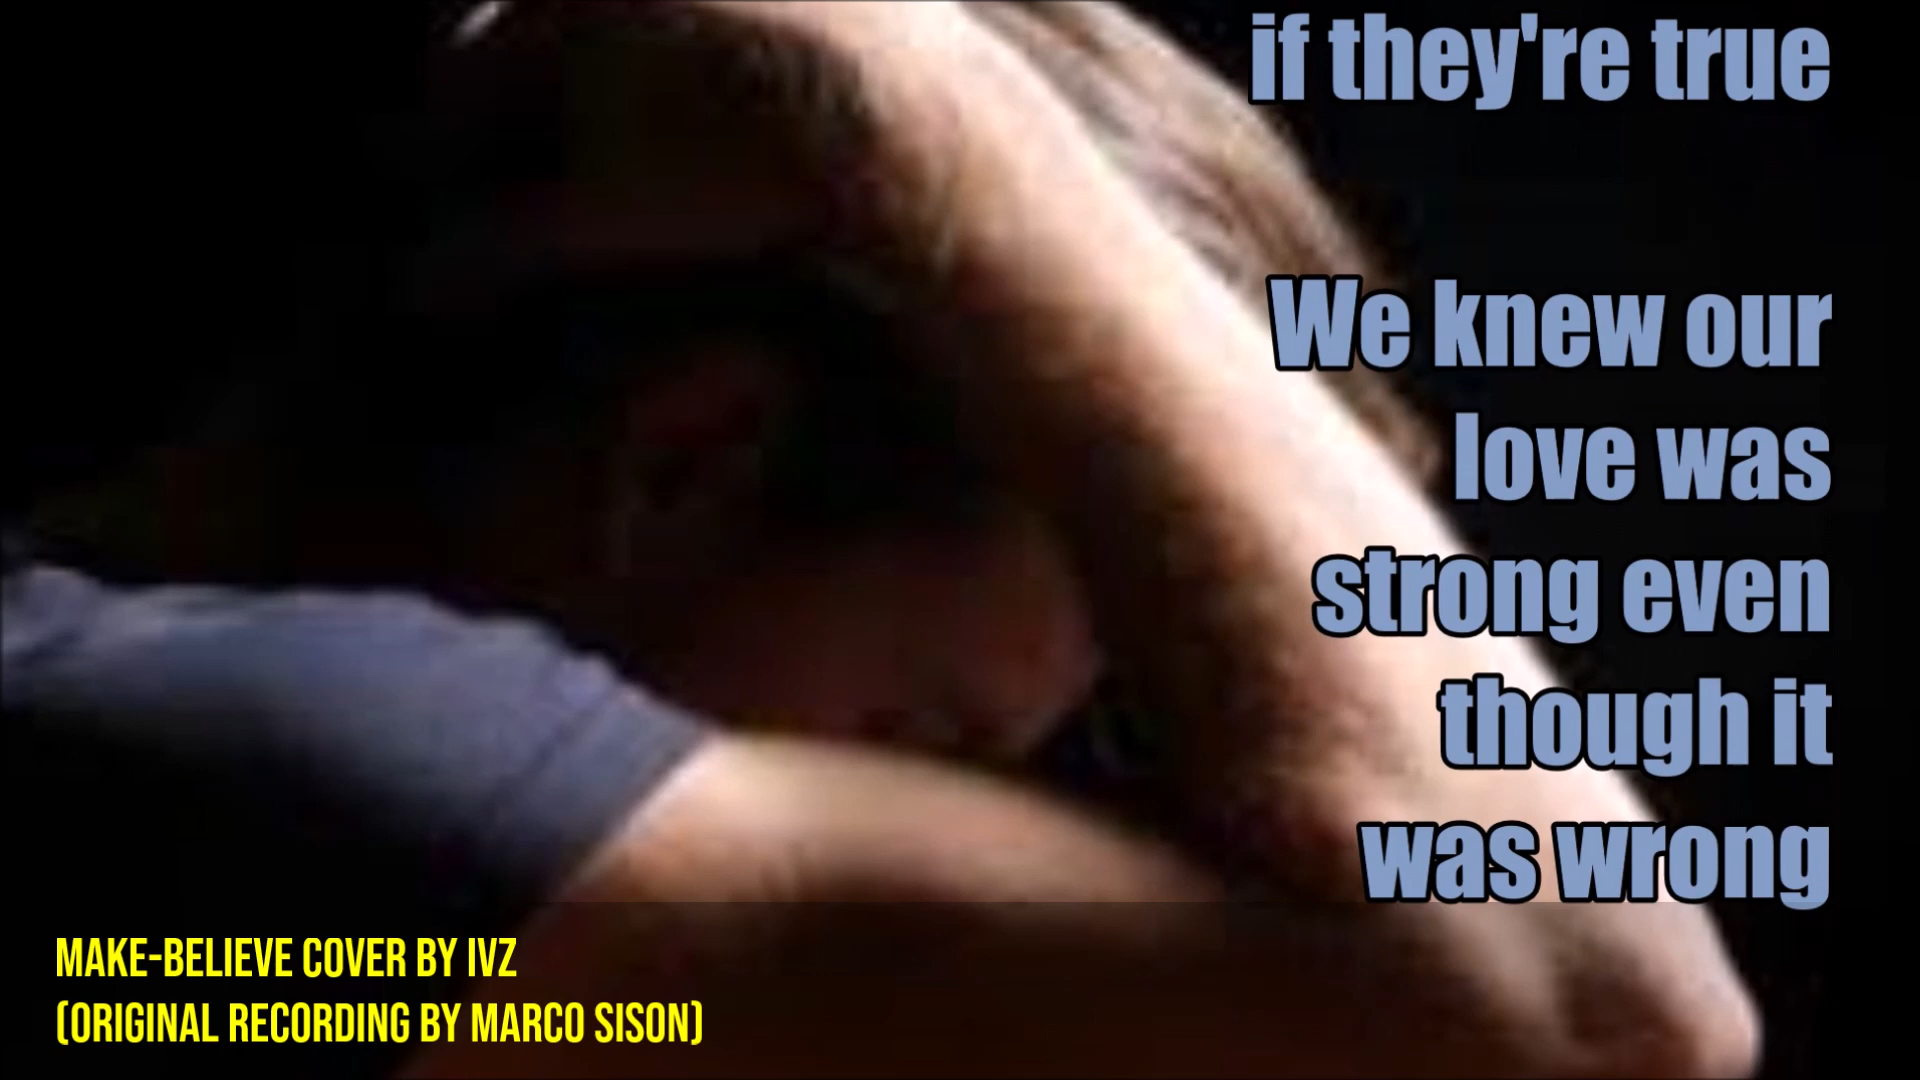 if they're true
We knew our
love was
strong even
though it
was wrong
MAKE-BELIEVE COVER BY IVZ
(ORIGINAL RECORDING BY MARCO SISON)